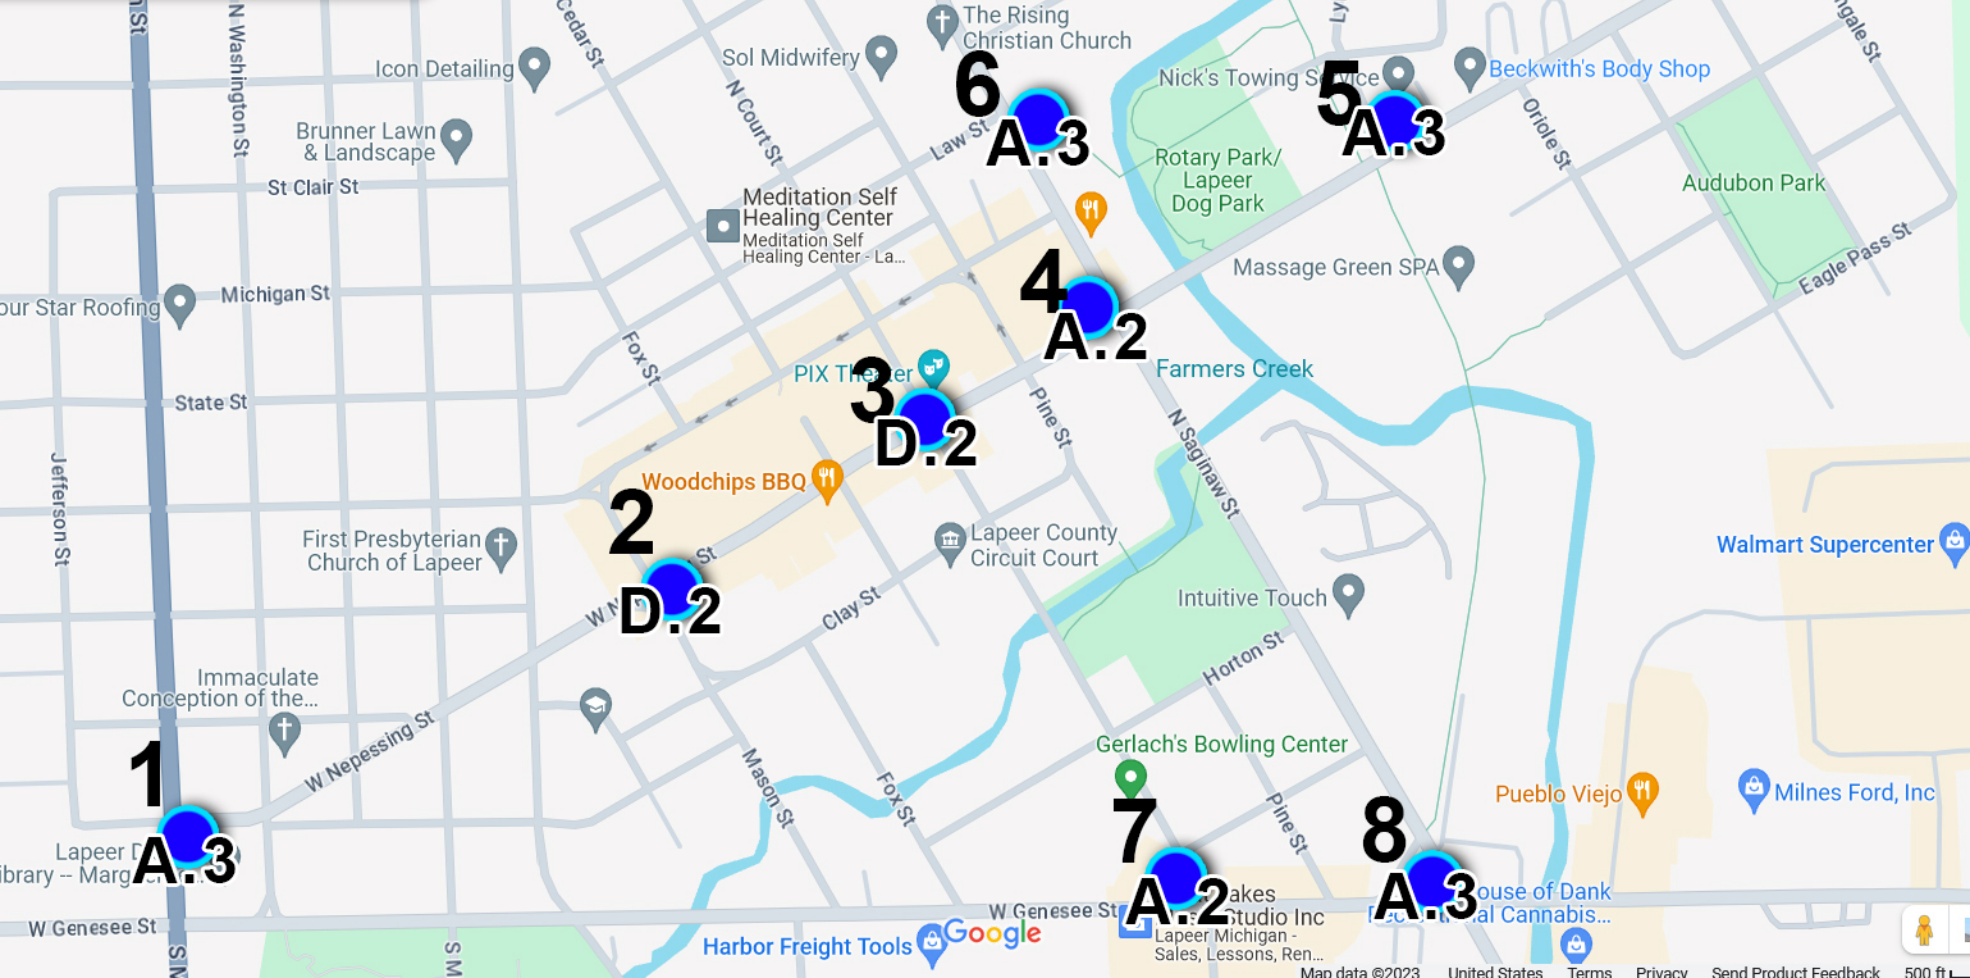 n St
N Washington St
Cedar St
The Rising
Christian Church
Sol Midwifery
Icon Detailing
6
A.3
Nick's Towing Service
5
A.3
Beckwith's Body Shop
ngale St
Ly
N Court St
Law St
Oriole St
Brunner Lawn
& Landscape
Rotary Park/
Lapeer
Dog Park
St Clair St
Meditation Self
Healing Center
Meditation Self
Healing Center - La...
Audubon Park
Eagle Pass St
Massage Green SPA
Michigan St
our Star Roofing
4
A.2
Fox St
PIX Theater
3
D.2
Farmers Creek
State St
Pine St
N Saginaw St
Jefferson St
Woodchips BBQ
2
D.2
St
W N
First Presbyterian
Church of Lapeer
Lapeer County
Circuit Court
Walmart Supercenter
Clay St
Intuitive Touch
Horton St
Immaculate
Conception of the...
W Nepessing St
1
A.3
Gerlach's Bowling Center
Mason St
Fox St
Pine St
7
A.2
8
A.3
Pueblo Viejo
Milnes Ford, Inc
Lapeer D
ibrary -- Marg
W Genesee St
W Genesee St
akes
Studio Inc
Lapeer Michigan -
Sales, Lessons, Ren...
ouse of Dank
al Cannabis...
Harbor Freight Tools
Google
S M
S M
Map data ©2023 United States Terms Privacy Send Product Feedback 500 ft